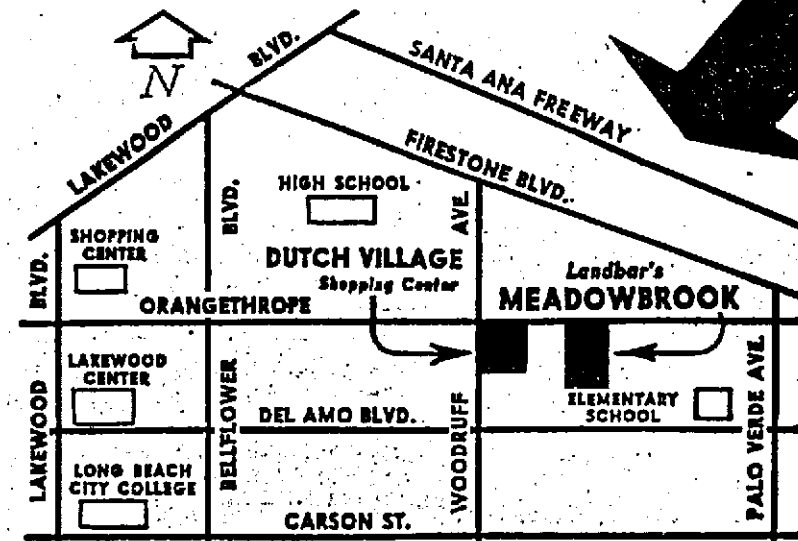 N
LAKEWOOD BLVD.
SANTA ANA FREEWAY
FIRESTONE BLVD.
HIGH SCHOOL
SHOPPING
CENTER
DUTCH VILLAGE
Shopping Center
Landbar's
MEADOWBROOK
ORANGETHROPE
LAKEWOOD
CENTER
ELEMENTARY
SCHOOL
DEL AMO BLVD.
LONG BEACH
CITY COLLEGE
CARSON ST.
LAKEWOOD BLVD.
BELLFLOWER BLVD.
WOODRUFF AVE.
PALO VERDE AVE.